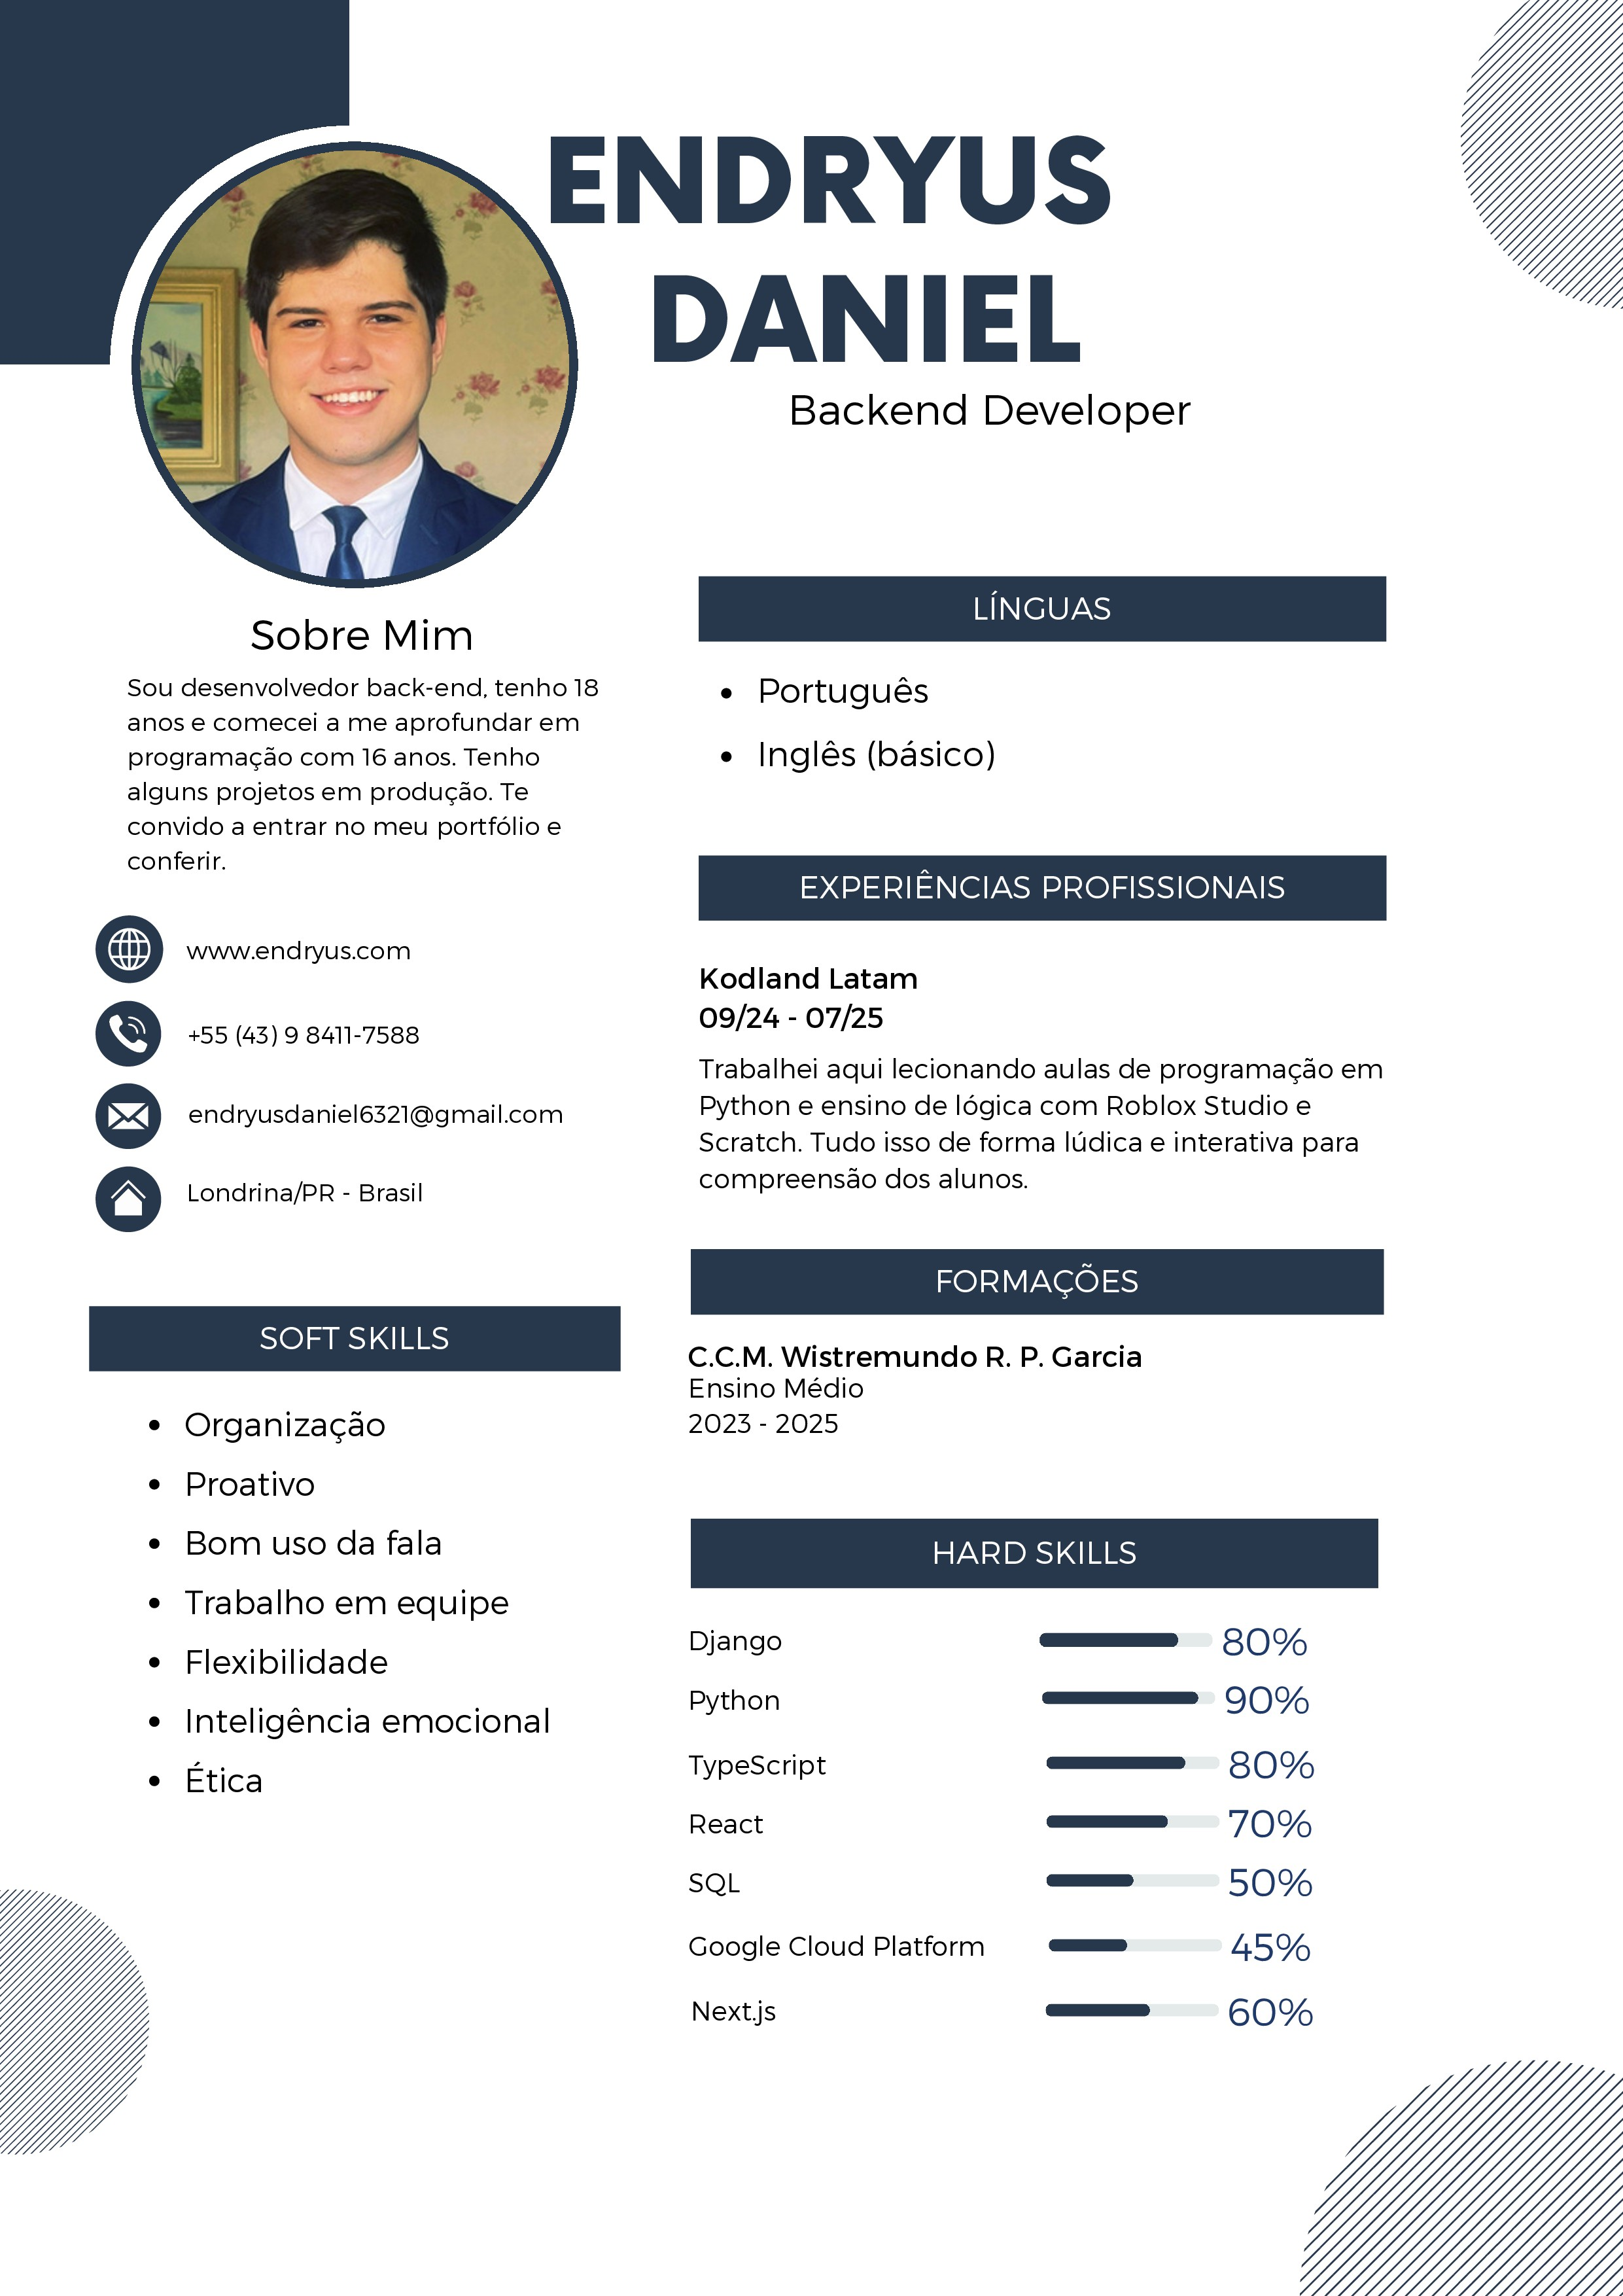 ENDRYUS
DANIEL
Backend Developer
Sobre Mim
Sou desenvolvedor back-end, tenho 18
anos e comecei a me aprofundar em
programação com 16 anos. Tenho
alguns projetos em produção. Te
convido a entrar no meu portfólio e
conferir.
www.endryus.com
+55 (43) 9 8411-7588
endryusdaniel6321@gmail.com
Londrina/PR - Brasil
SOFT SKILLS
• Organização
• Proativo
• Bom uso da fala
• Trabalho em equipe
• Flexibilidade
• Inteligência emocional
• Ética
LÍNGUAS
• Português
• Inglês (básico)
EXPERIÊNCIAS PROFISSIONAIS
Kodland Latam
09/24 - 07/25
Trabalhei aqui lecionando aulas de programação em
Python e ensino de lógica com Roblox Studio e
Scratch. Tudo isso de forma lúdica e interativa para
compreensão dos alunos.
FORMAÇÕES
C.C.M. Wistremundo R. P. Garcia
Ensino Médio
2023 - 2025
HARD SKILLS
Django 80%
Python 90%
TypeScript 80%
React 70%
SQL 50%
Google Cloud Platform 45%
Next.js 60%